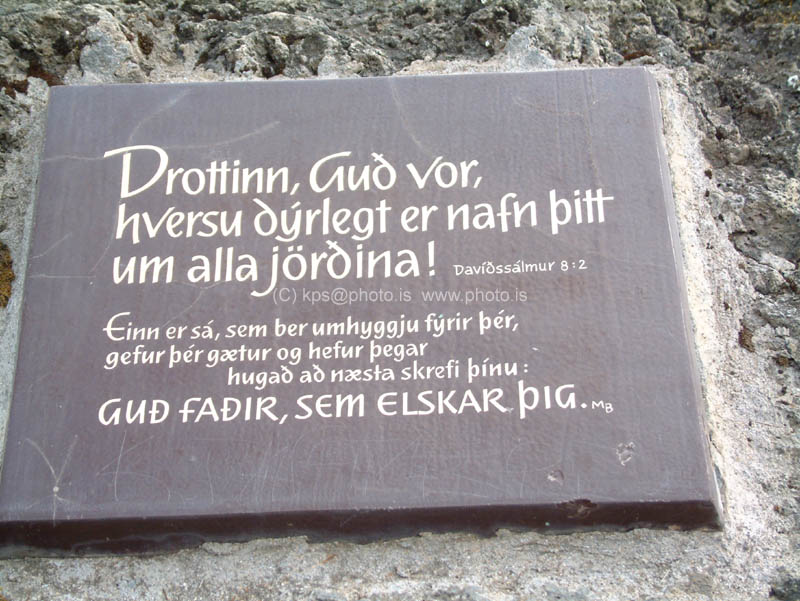 Drottinn, Guð vor,
hversu dýrlegt er nafn þitt
um alla jörðina! Davíðssálmur 8:2
(C) kps@photo.is www.photo.is
Einn er sá, sem ber umhyggju fýrir þér,
gefur þér gætur og hefur þegar
hugað að næsta skrefi þínu:
GUÐ FAÐIR, SEM ELSKAR ÞIG. MB